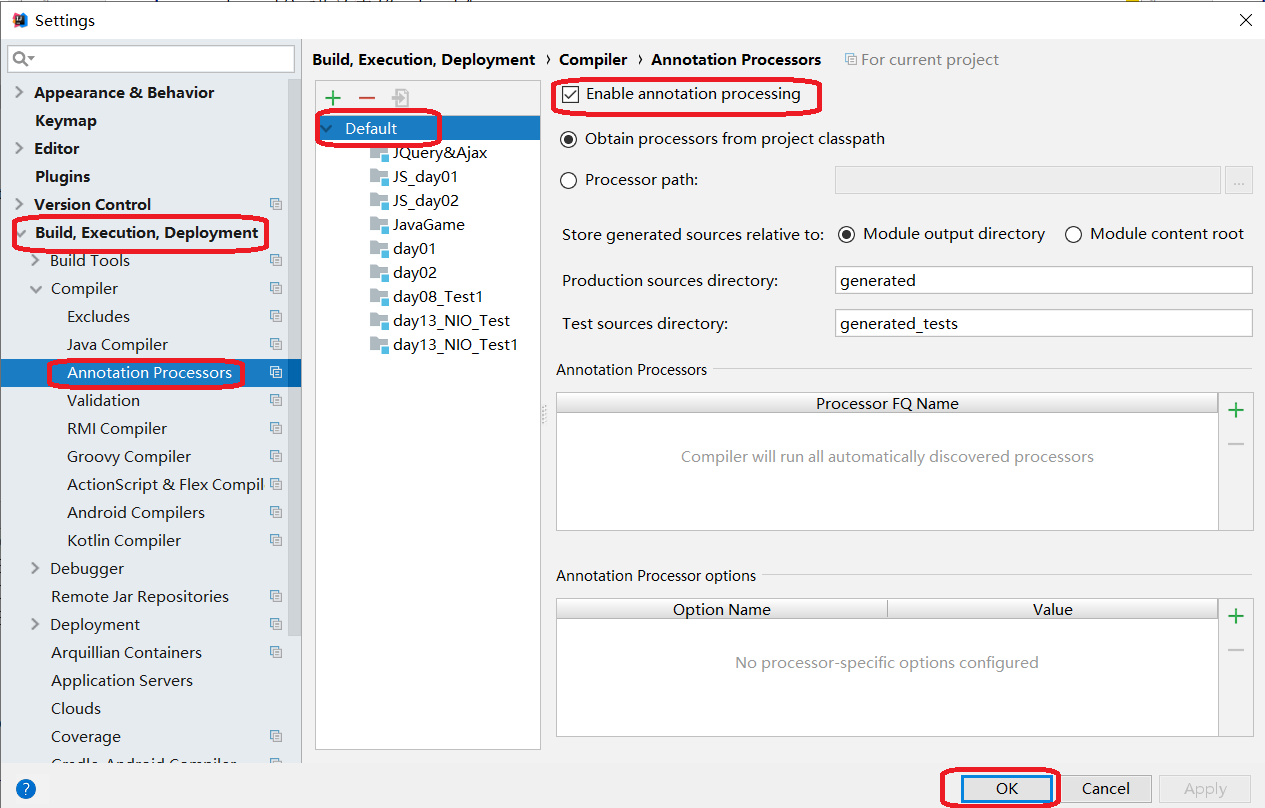 Settings
Appearance & Behavior
Keymap
Editor
Plugins
Version Control
Build, Execution, Deployment
Build Tools
Compiler
Excludes
Java Compiler
Annotation Processors
Validation
RMI Compiler
Groovy Compiler
ActionScript & Flex Compil
Android Compilers
Kotlin Compiler
Debugger
Remote Jar Repositories
Deployment
Arquillian Containers
Application Servers
Clouds
Coverage
Gradle-Android Compiler
Build, Execution, Deployment › Compiler › Annotation Processors For current project
Default
JQuery&Ajax
JS_day01
JS_day02
JavaGame
day01
day02
day08_Test1
day13_NIO_Test
day13_NIO_Test1
Enable annotation processing
Obtain processors from project classpath
Processor path: ...
Store generated sources relative to: Module output directory Module content root
Production sources directory: generated
Test sources directory: generated_tests
Annotation Processors
Processor FQ Name
Compiler will run all automatically discovered processors
Annotation Processor options
Option Name Value
No processor-specific options configured
? OK Cancel Apply